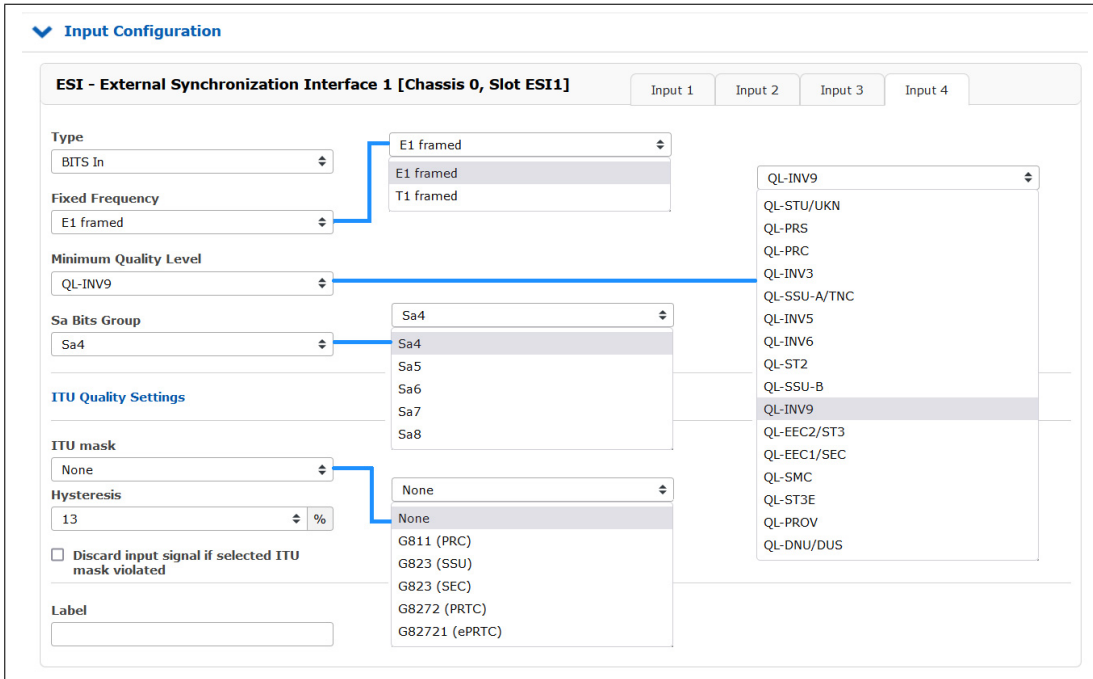 Input Configuration
ESI - External Synchronization Interface 1 [Chassis 0, Slot ESI1]
Input 1
Input 2
Input 3
Input 4
Type
BITS In
Fixed Frequency
E1 framed
Minimum Quality Level
QL-INV9
Sa Bits Group
Sa4
ITU Quality Settings
ITU mask
None
Hysteresis
13
%
Discard input signal if selected ITU
mask violated
Label
E1 framed
E1 framed
T1 framed
Sa4
Sa4
Sa5
Sa6
Sa7
Sa8
None
None
G811 (PRC)
G823 (SSU)
G823 (SEC)
G8272 (PRTC)
G82721 (ePRTC)
QL-INV9
QL-STU/UKN
QL-PRS
QL-PRC
QL-INV3
QL-SSU-A/TNC
QL-INV5
QL-INV6
QL-ST2
QL-SSU-B
QL-INV9
QL-EEC2/ST3
QL-EEC1/SEC
QL-SMC
QL-ST3E
QL-PROV
QL-DNU/DUS